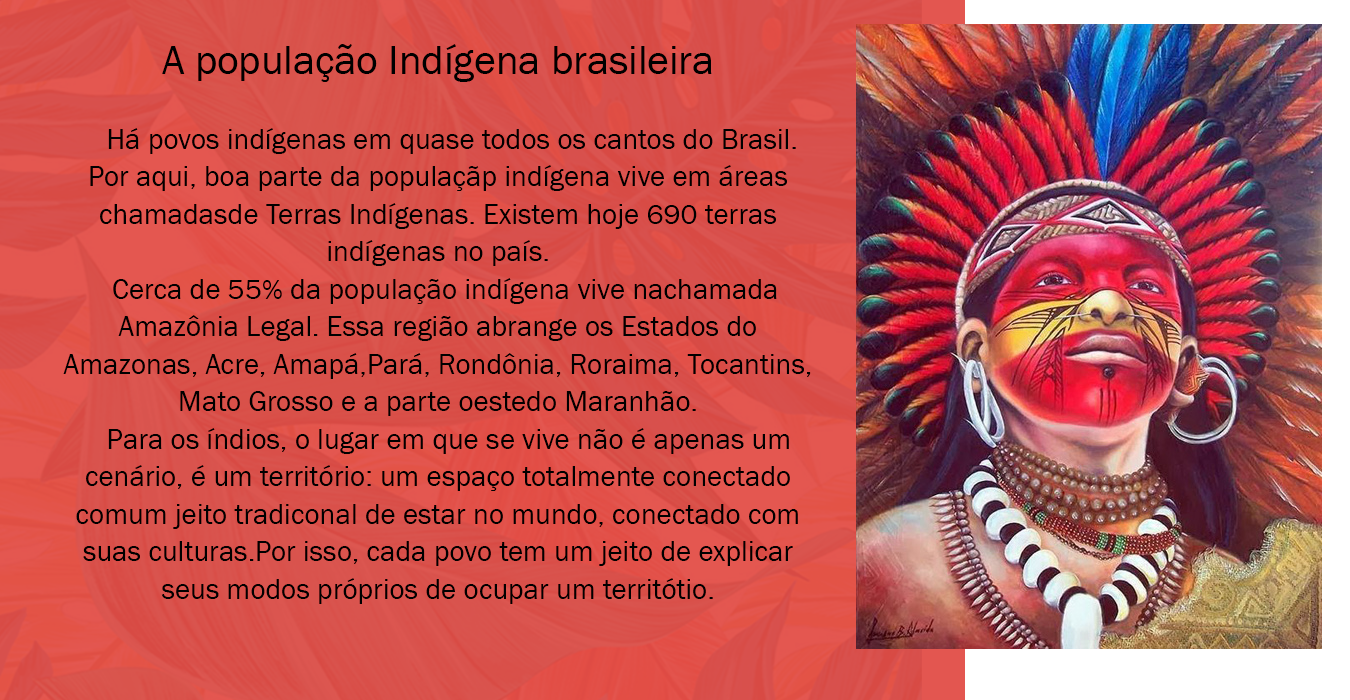 A população Indígena brasileira
Há povos indígenas em quase todos os cantos do Brasil.
Por aqui, boa parte da populaçãp indígena vive em áreas
chamadasde Terras Indígenas. Existem hoje 690 terras
indígenas no país.
Cerca de 55% da população indígena vive nachamada
Amazônia Legal. Essa região abrange os Estados do
Amazonas, Acre, Amapá,Pará, Rondônia, Roraima, Tocantins,
Mato Grosso e a parte oestedo Maranhão.
Para os índios, o lugar em que se vive não é apenas um
cenário, é um território: um espaço totalmente conectado
comum jeito tradiconal de estar no mundo, conectado com
suas culturas.Por isso, cada povo tem um jeito de explicar
seus modos próprios de ocupar um territótio.